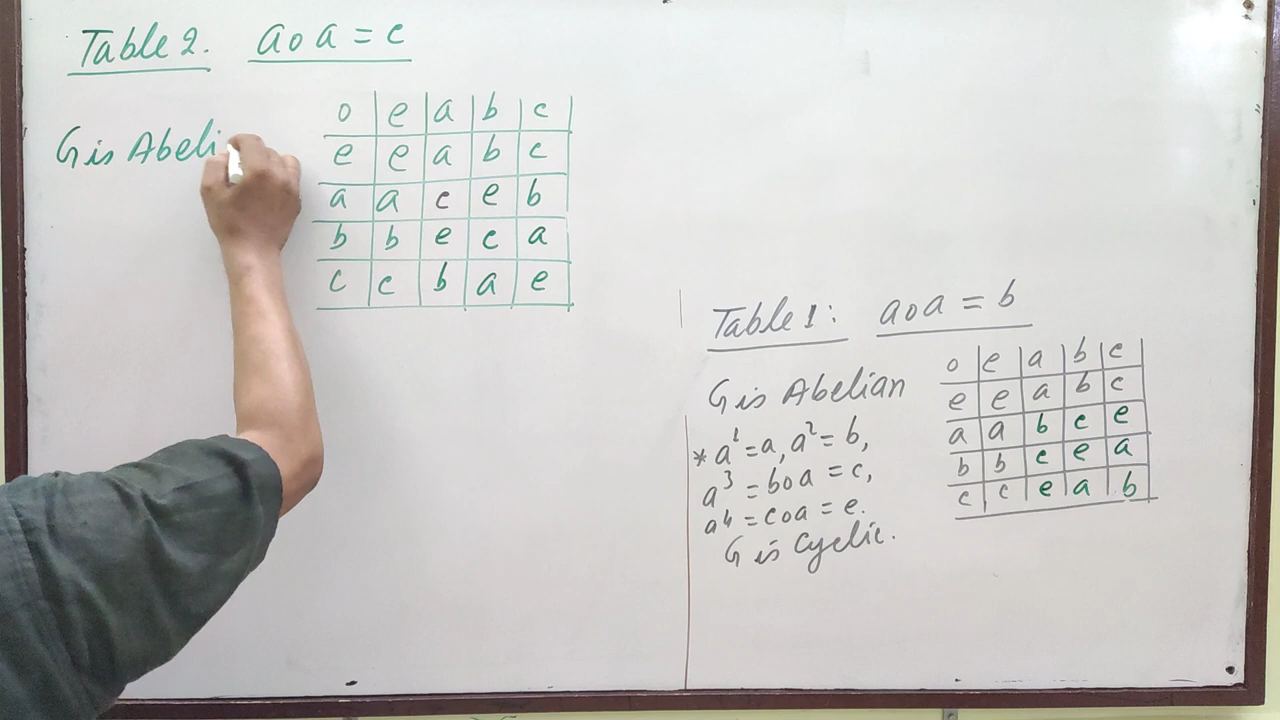 Table 2. aoa = c
G is Abeli
o e a b c
e e a b c
a a c e b
b b e c a
c c b a e
Table 1: aoa = b
G is Abelian
* a¹ = a, a² = b,
a³ = boa = c,
a⁴ = coa = e.
G is Cyclic.
o e a b c
e e a b c
a a b c e
b b c e a
c c e a b